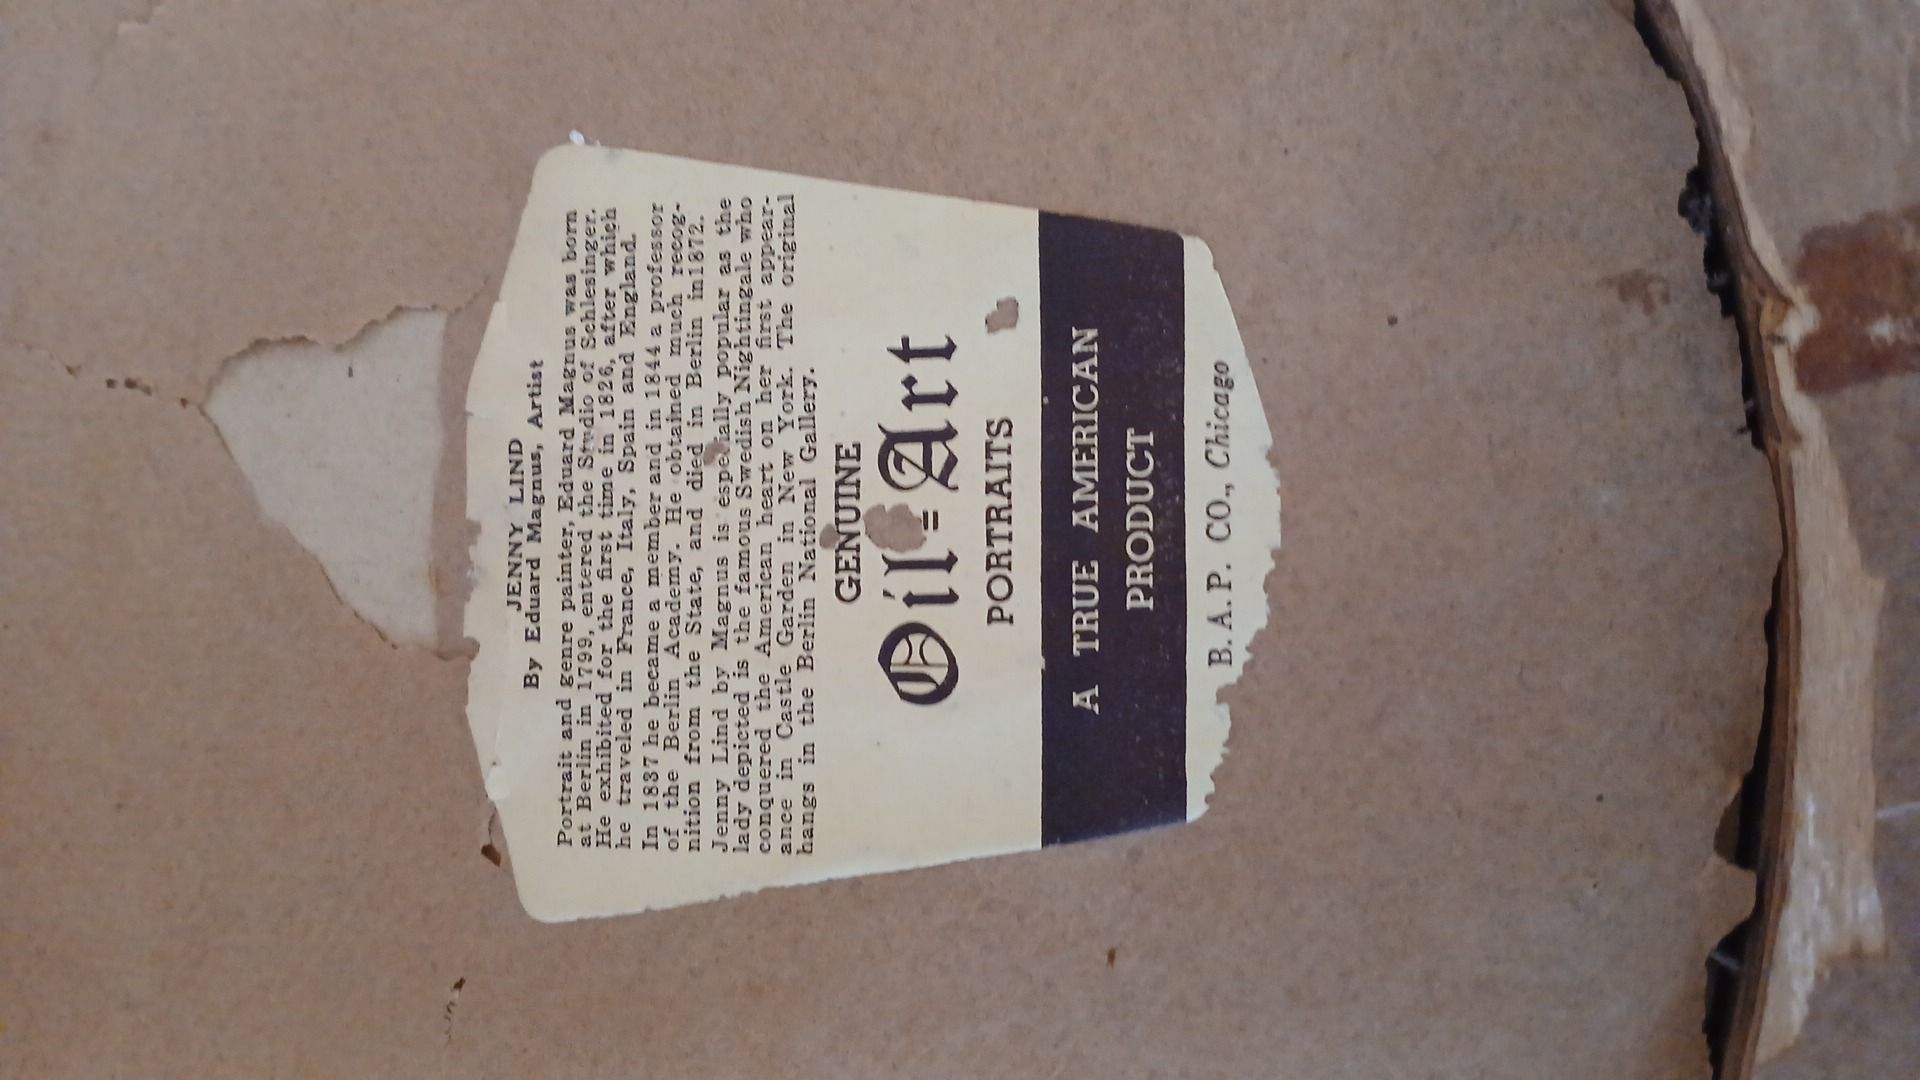 JENNY LIND
By Eduard Magnus, Artist
Portrait and genre painter, Eduard Magnus was born
at Berlin in 1799, entered the Studio of Schlesinger.
He exhibited for the first time in 1826, after which
he traveled in France, Italy, Spain and England.
In 1837 he became a member and in 1844 a professor
of the Berlin Academy. He obtained much recog-
nition from the State, and died in Berlin in 1872.
Jenny Lind by Magnus is especially popular as the
lady depicted is the famous Swedish Nightingale who
conquered the American heart on her first appear-
ance in Castle Garden in New York. The original
hangs in the Berlin National Gallery.
GENUINE
Oil=Art
PORTRAITS
A TRUE AMERICAN
PRODUCT
B.A.P. CO., Chicago